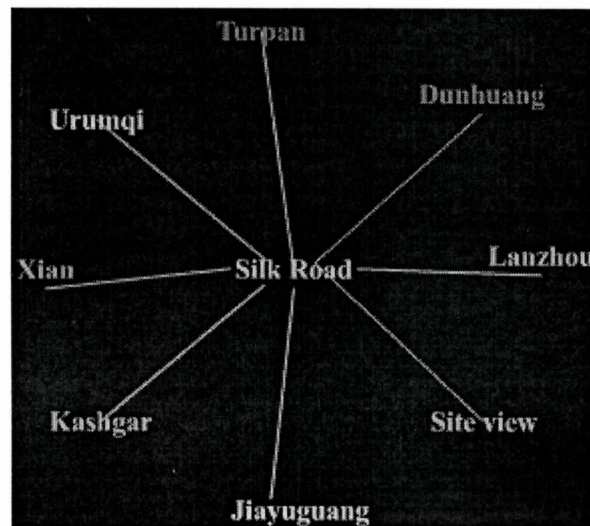 Turpan
Dunhuang
Urumqi
Lanzhou
Xian
Silk Road
Kashgar
Site view
Jiayuguang